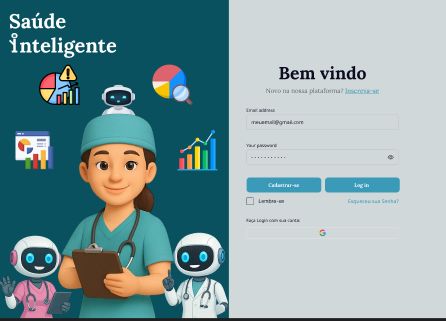 Saúde
Inteligente
Bem vindo
Novo na nossa plataforma? Inscreva-se
Email address
meuemail@gmail.com
Your password
Cadastrar-se
Log in
Lembre-se
Esqueceu sua Senha?
Faça Login com sua conta: